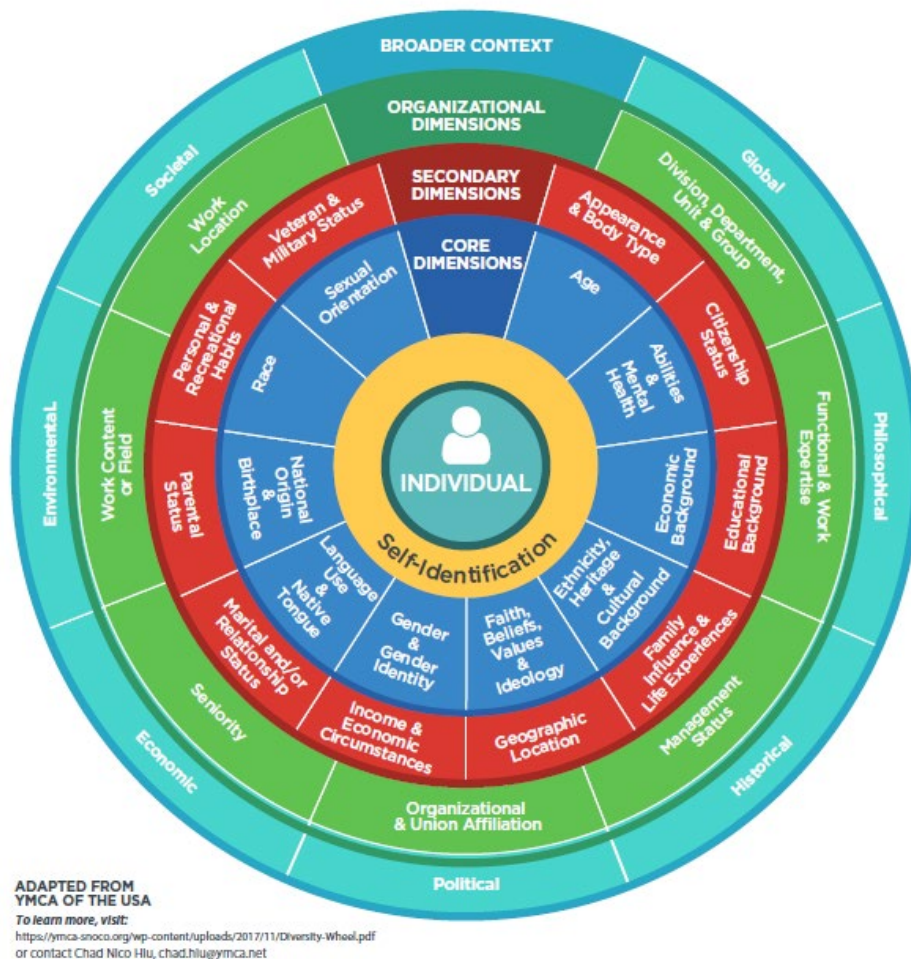 BROADER CONTEXT
Global
Philosophical
Historical
Political
Economic
EnvironmentaL
Societal
ORGANIZATIONAL
DIMENSIONS
Division, Department,
Unit & Group
Functional & Work
Expertise
Management
Status
Organizational
& Union Affiliation
Seniority
Work Content
or Field
Work
Location
SECONDARY
DIMENSIONS
Appearance
& Body Type
Citizenship
Status
Educational
Background
Family
Influence &
Life Experiences
Geographic
Location
Income &
Economic
Circumstances
Marital and/or
Relationship
Status
Parental
Status
Personal &
Recreational
Habits
Veteran &
Military Status
CORE
DIMENSIONS
Age
Abilities
&
Mental
Health
Economic
Background
Ethnicity,
Heritage
&
Cultural
Background
Faith,
Beliefs,
Values
&
Ideology
Gender
&
Gender
Identity
Language
Use
&
Native
Tongue
National
Origin
&
Birthplace
Race
Sexual
Orientation
INDIVIDUAL
Self-Identification
ADAPTED FROM
YMCA OF THE USA
To learn more, visit:
https://ymca-snoco.org/wp-content/uploads/2017/11/Diversity-Wheel.pdf
or contact Chad Nico Hiu, chad.hiu@ymca.net